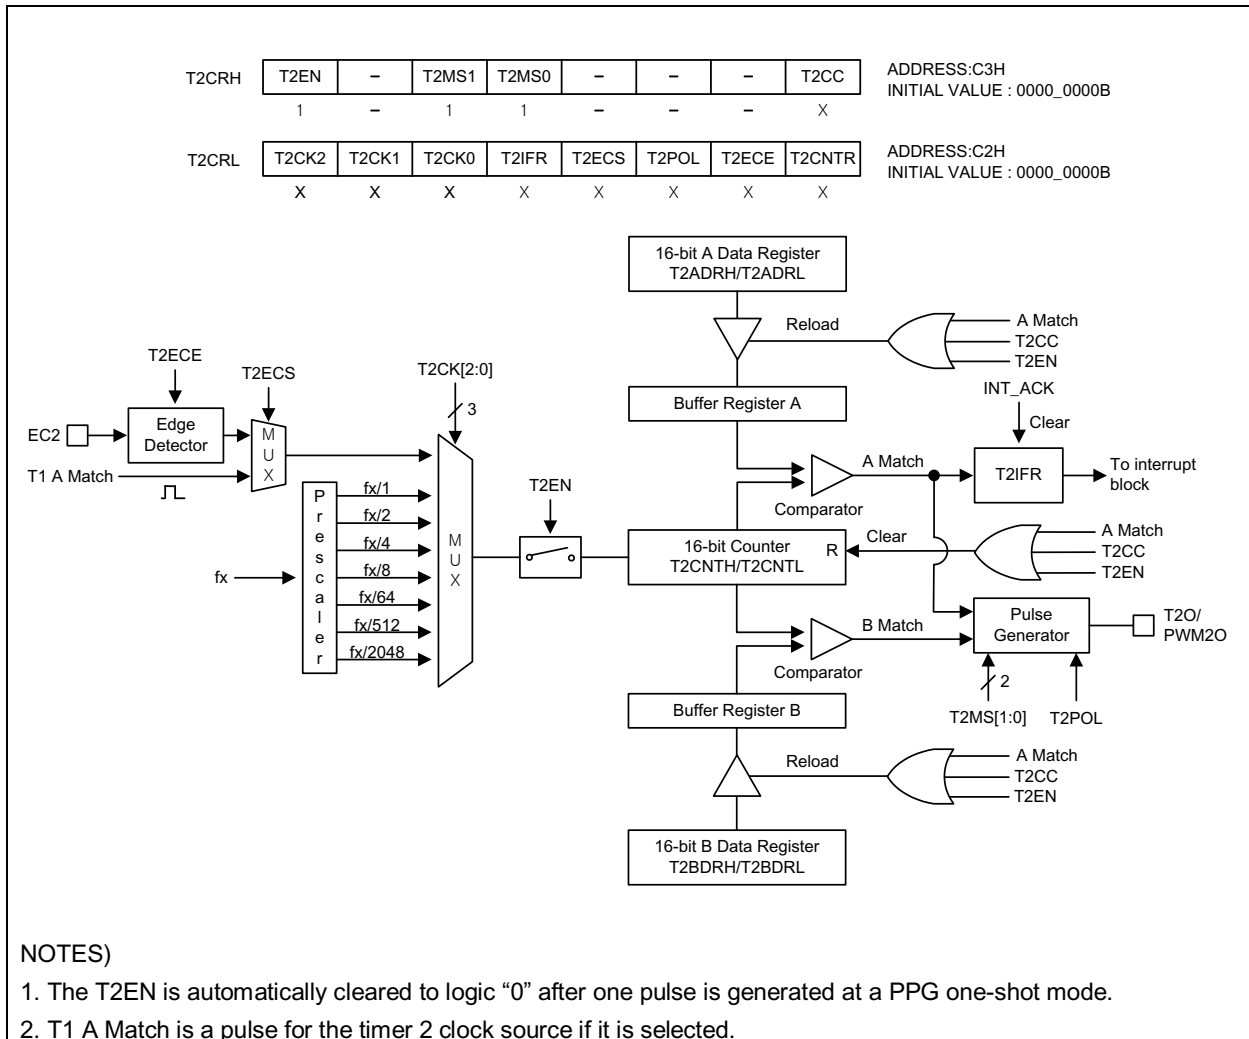 T2CRH T2EN – T2MS1 T2MS0 – – – T2CC ADDRESS:C3H
INITIAL VALUE : 0000_0000B
1 – 1 1 – – – X
T2CRL T2CK2 T2CK1 T2CK0 T2IFR T2ECS T2POL T2ECE T2CNTR ADDRESS:C2H
INITIAL VALUE : 0000_0000B
X X X X X X X X
16-bit A Data Register
T2ADRH/T2ADRL
Reload
A Match
T2CC
T2EN
T2ECE
T2ECS
T2CK[2:0]
3
Buffer Register A
INT_ACK
Clear
EC2
Edge
Detector
MUX
T1 A Match
A Match
T2IFR
To interrupt
block
Comparator
Prescaler
fx/1
fx/2
fx/4
fx/8
fx/64
fx/512
fx/2048
fx
MUX
T2EN
16-bit Counter
T2CNTH/T2CNTL
R
Clear
A Match
T2CC
T2EN
B Match
Comparator
Pulse
Generator
T2O/
PWM2O
2
T2MS[1:0]
T2POL
Buffer Register B
Reload
A Match
T2CC
T2EN
16-bit B Data Register
T2BDRH/T2BDRL
NOTES)
1. The T2EN is automatically cleared to logic “0” after one pulse is generated at a PPG one-shot mode.
2. T1 A Match is a pulse for the timer 2 clock source if it is selected.